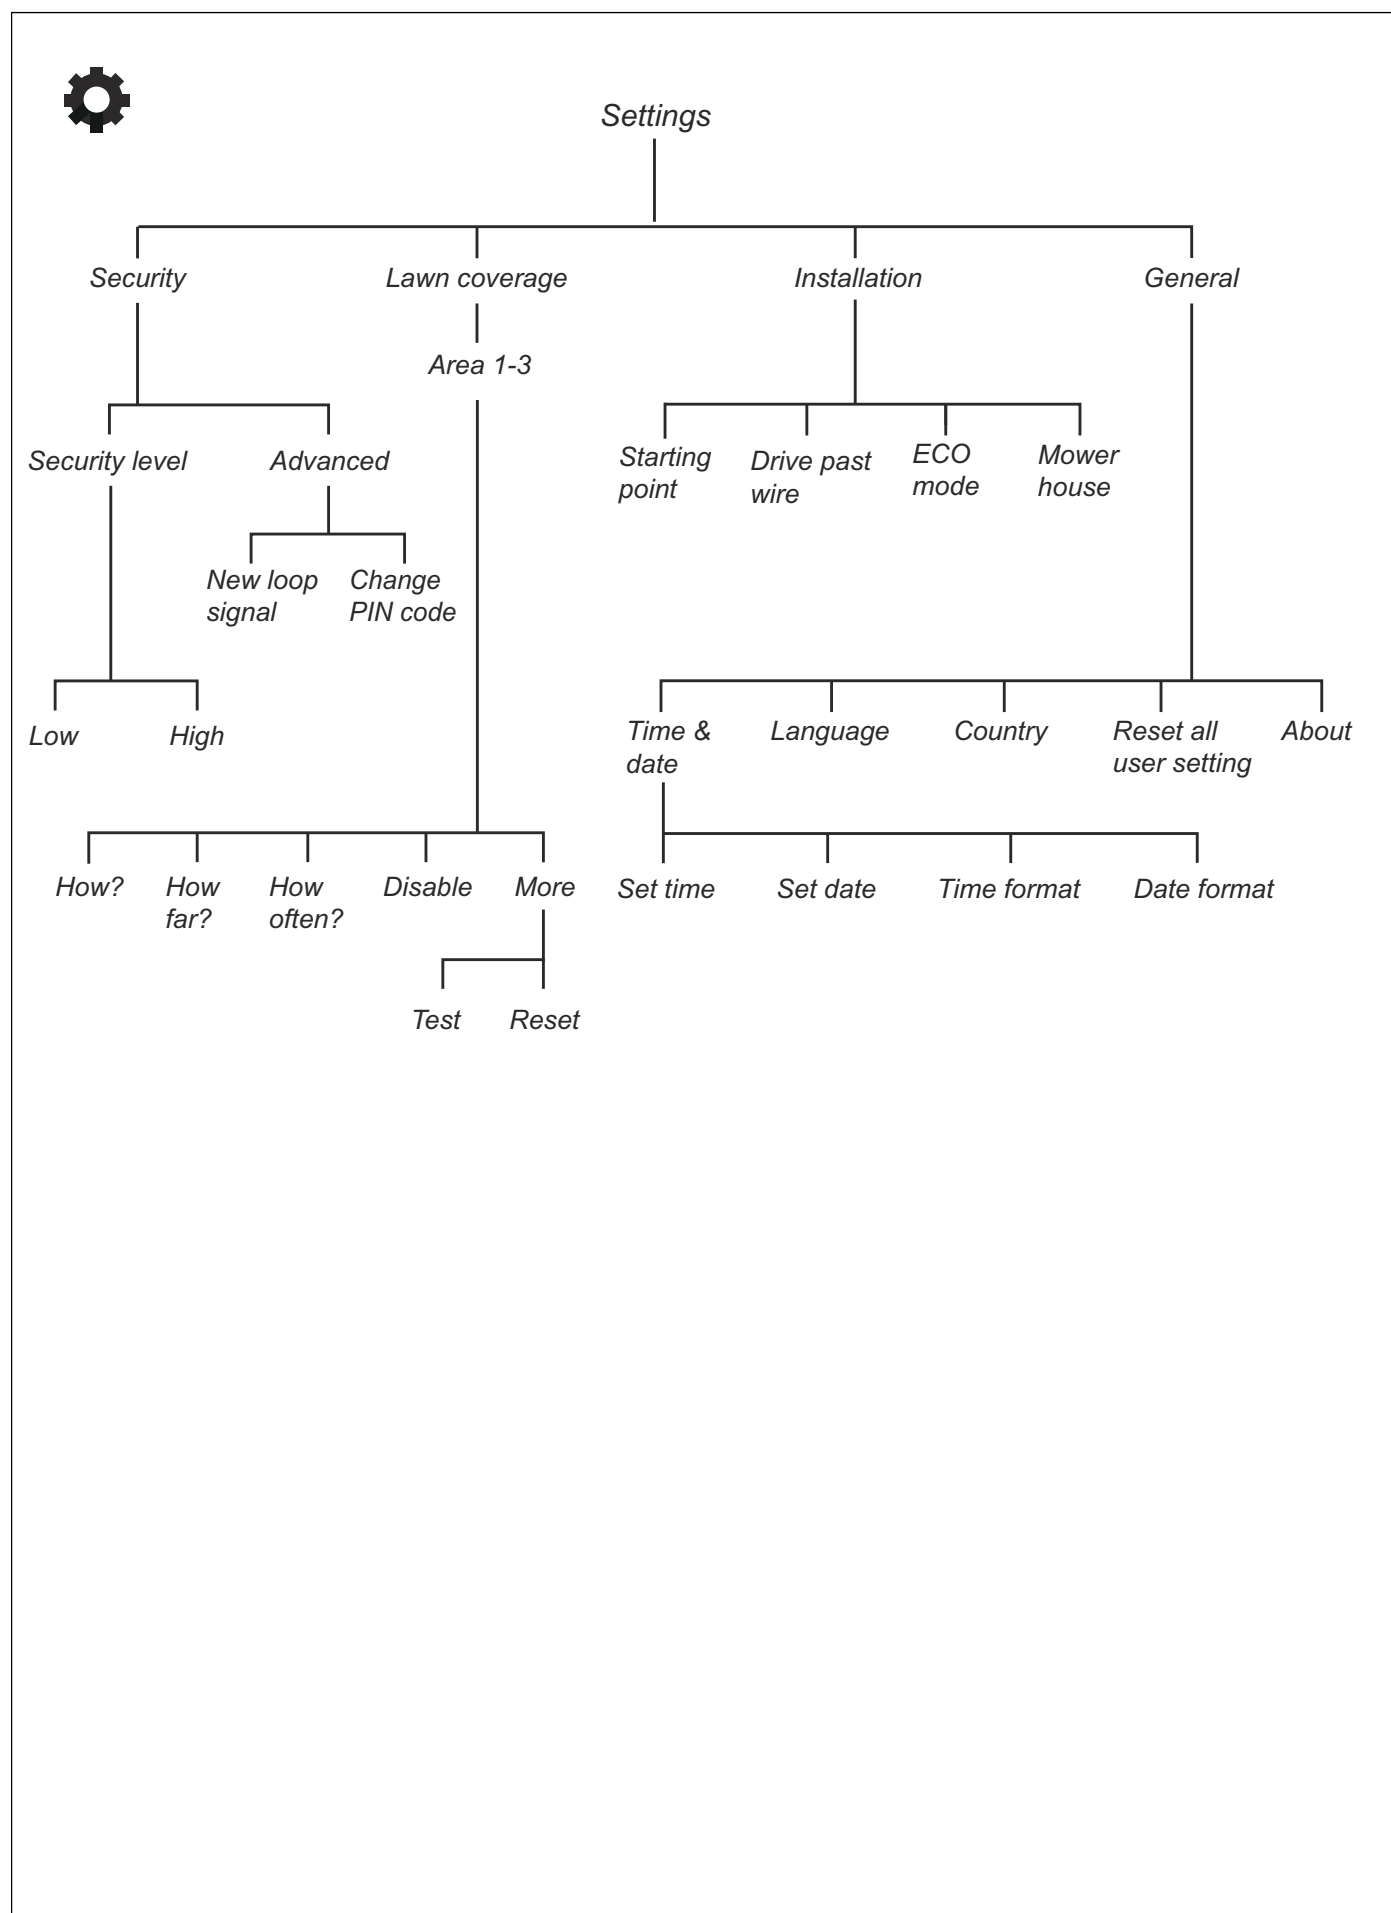 Settings
Security
Lawn coverage
Installation
General
Area 1-3
Security level
Advanced
Starting
point
Drive past
wire
ECO
mode
Mower
house
New loop
signal
Change
PIN code
Low
High
Time &
date
Language
Country
Reset all
user setting
About
How?
How
far?
How
often?
Disable
More
Set time
Set date
Time format
Date format
Test
Reset